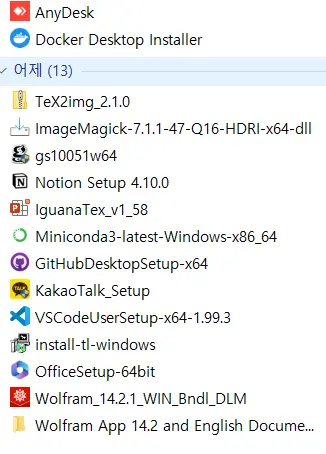 AnyDesk
Docker Desktop Installer
어제 (13)
TeX2img_2.1.0
ImageMagick-7.1.1-47-Q16-HDRI-x64-dll
gs10051w64
Notion Setup 4.10.0
IguanaTex_v1_58
Miniconda3-latest-Windows-x86_64
GitHubDesktopSetup-x64
KakaoTalk_Setup
VSCodeUserSetup-x64-1.99.3
install-tl-windows
OfficeSetup-64bit
Wolfram_14.2.1_WIN_Bndl_DLM
Wolfram App 14.2 and English Docume...